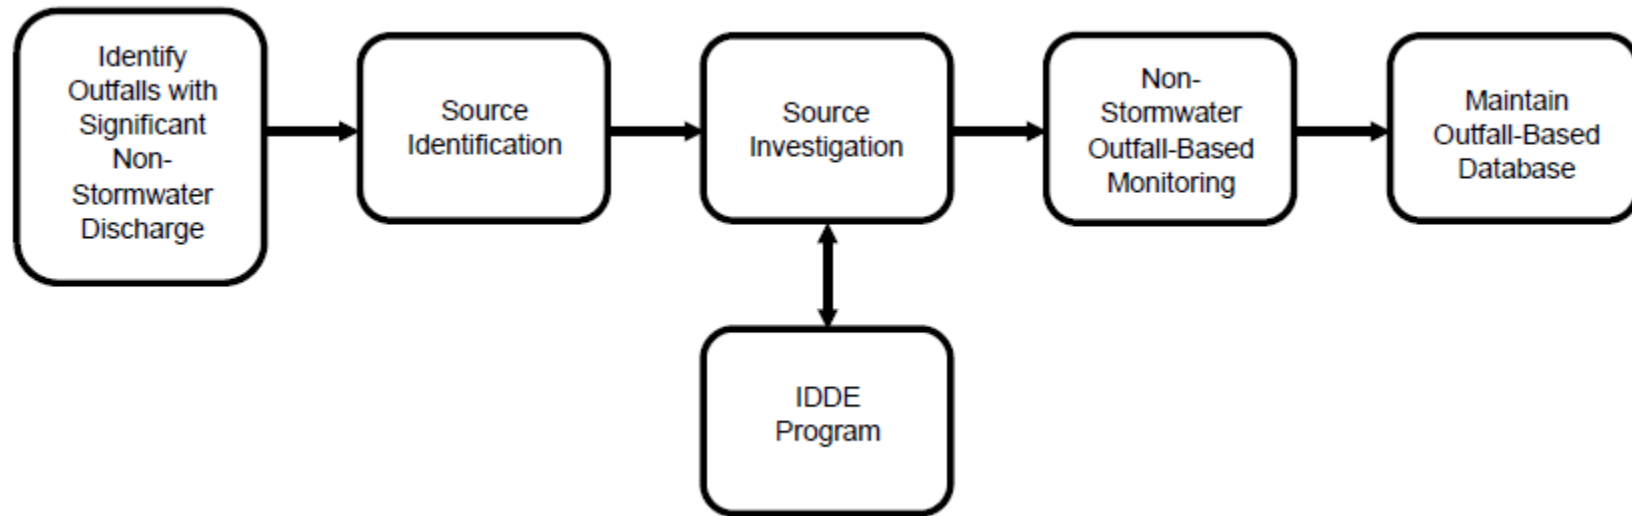 Identify
Outfalls with
Significant
Non-
Stormwater
Discharge
Source
Identification
Source
Investigation
Non-
Stormwater
Outfall-Based
Monitoring
Maintain
Outfall-Based
Database
IDDE
Program